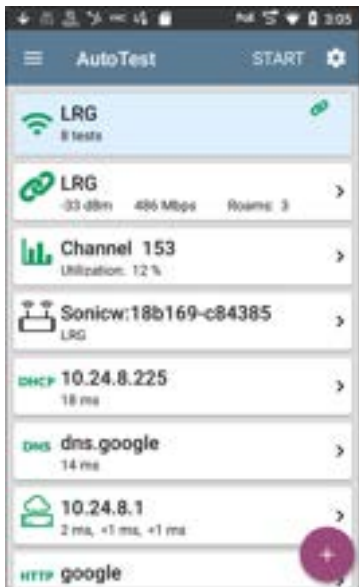 3:05
AutoTest START
LRG
8 tests
LRG
-33 dBm 486 Mbps Roams: 3
Channel 153
Utilization: 12 %
Sonicw:18b169-c84385
LRG
DHCP 10.24.8.225
18 ms
DNS dns.google
14 ms
10.24.8.1
2 ms, <1 ms, <1 ms
HTTP google